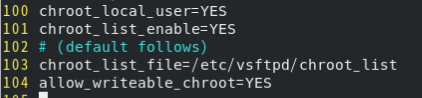 100 chroot_local_user=YES
101 chroot_list_enable=YES
102 # (default follows)
103 chroot_list_file=/etc/vsftpd/chroot_list
104 allow_writeable_chroot=YES
105